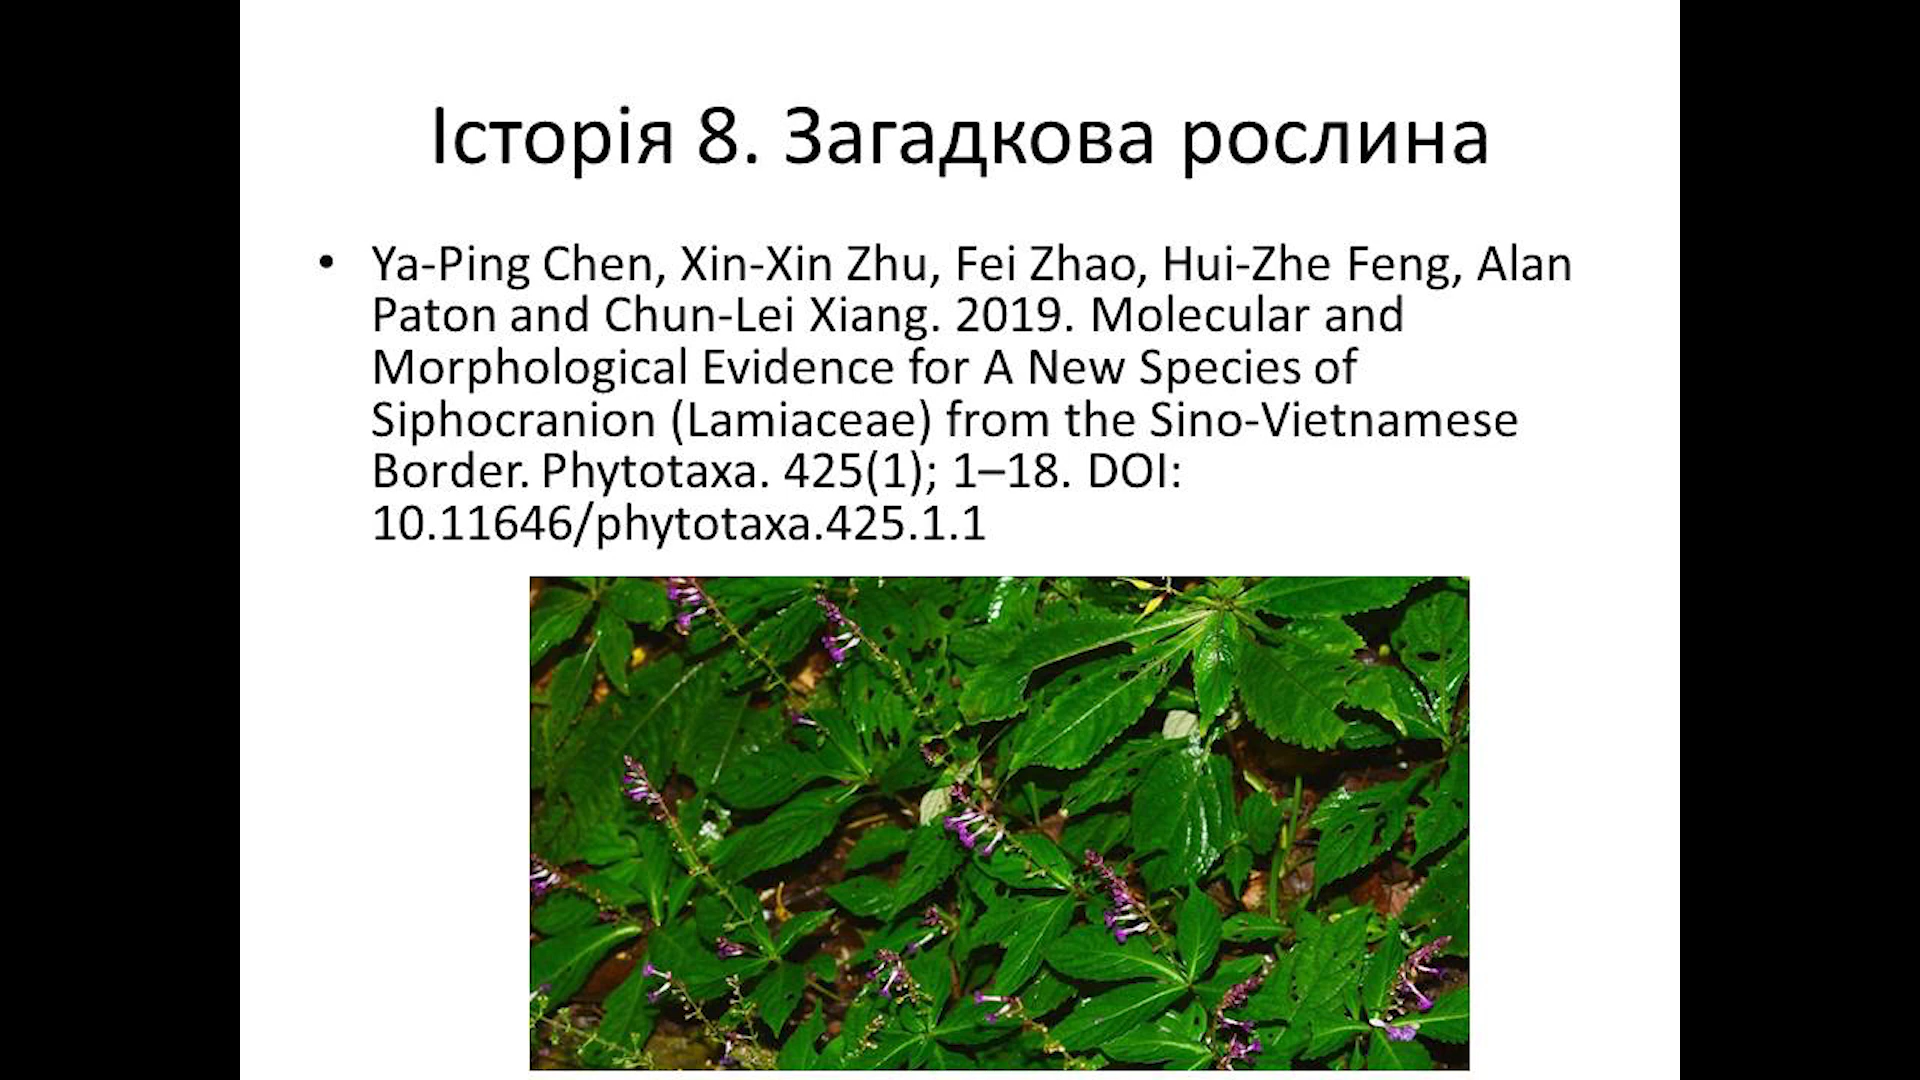 Історія 8. Загадкова рослина
• Ya-Ping Chen, Xin-Xin Zhu, Fei Zhao, Hui-Zhe Feng, Alan
Paton and Chun-Lei Xiang. 2019. Molecular and
Morphological Evidence for A New Species of
Siphocranion (Lamiaceae) from the Sino-Vietnamese
Border. Phytotaxa. 425(1); 1–18. DOI:
10.11646/phytotaxa.425.1.1